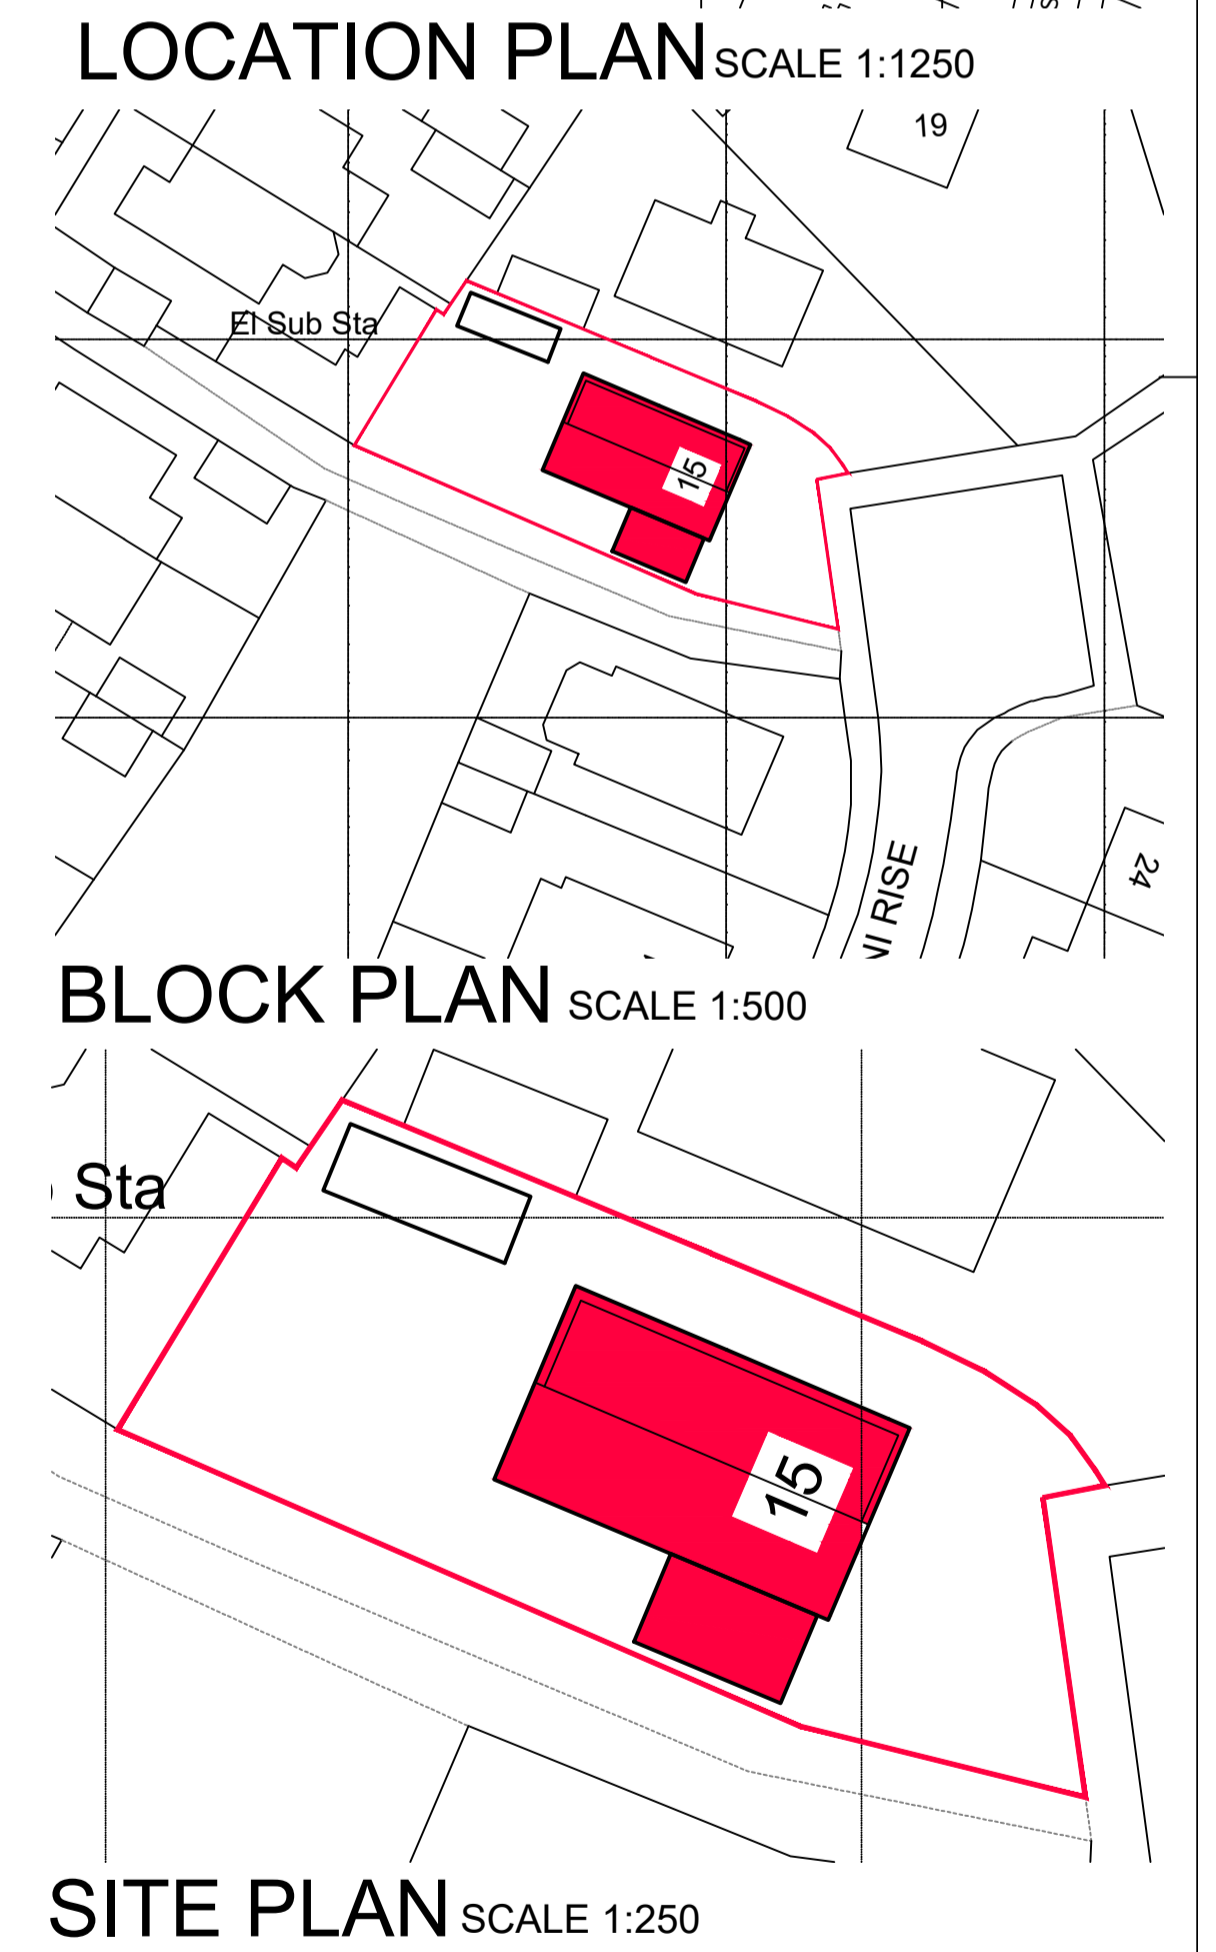 LOCATION PLAN SCALE 1:1250
19
El Sub Sta
15
NI RISE
24
BLOCK PLAN SCALE 1:500
Sta
15
SITE PLAN SCALE 1:250